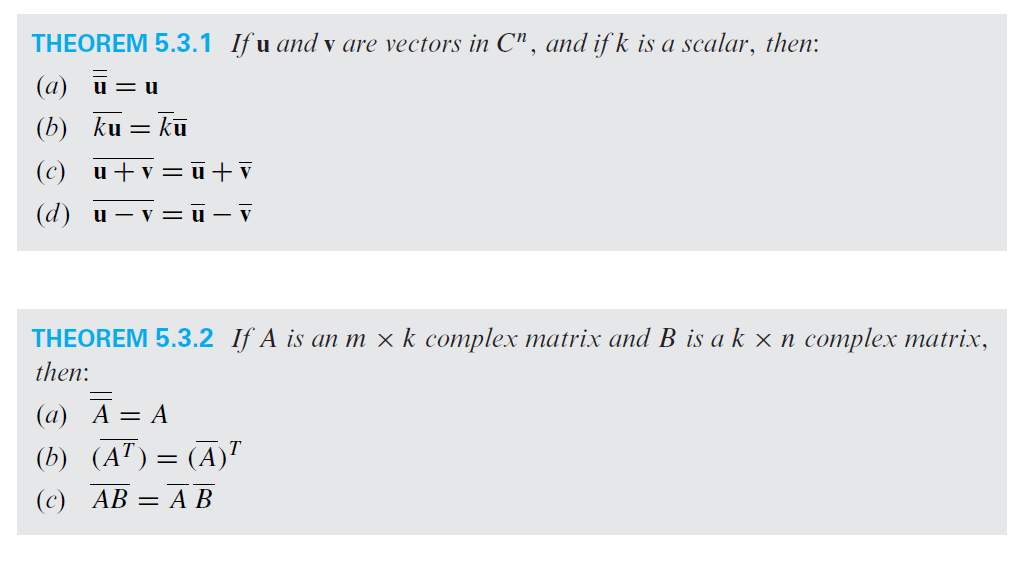 THEOREM 5.3.1 If u and v are vectors in Cⁿ, and if k is a scalar, then:
(a) u̿ = u
(b) k̅u̅ = k̅u̅
(c) u̅ ̅+̅ ̅v̅ = u̅ + v̅
(d) u̅ ̅−̅ ̅v̅ = u̅ − v̅
THEOREM 5.3.2 If A is an m × k complex matrix and B is a k × n complex matrix,
then:
(a) A̿ = A
(b) (A̅ᵀ̅) = (A̅)ᵀ
(c) A̅B̅ = A̅ B̅